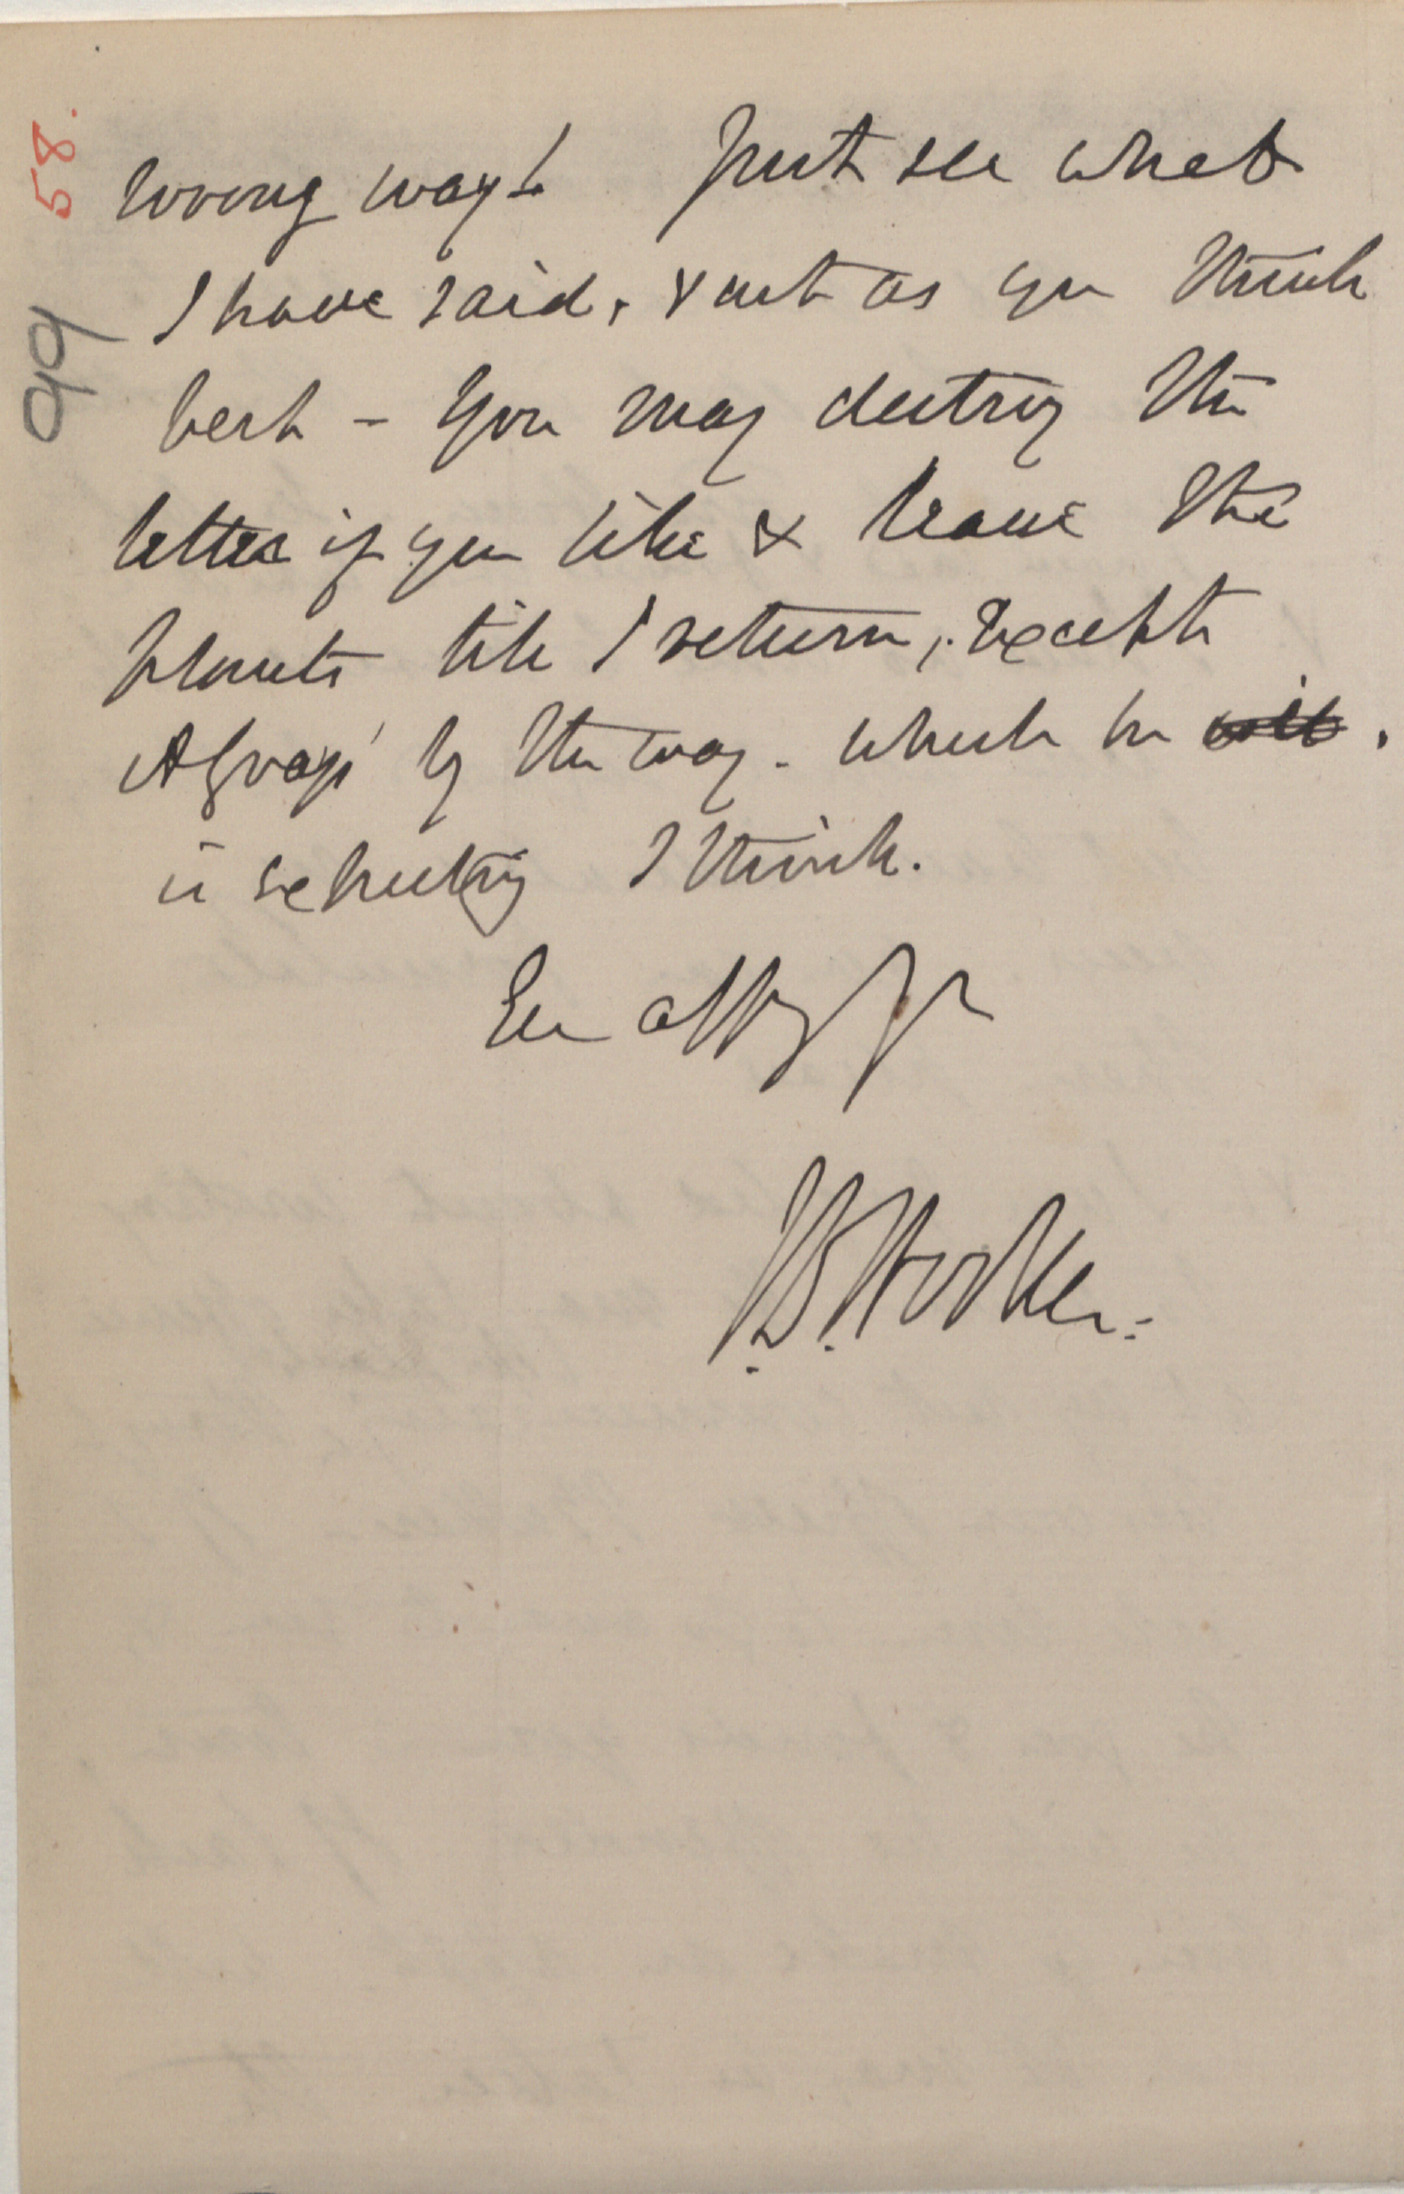 58.
99
wrong way! Just see what
I have said, & act as you think
best – You may destroy the
letter if you like & leave the
plants till I return, except
by the way. which he will.
is I think.
Ever affy yr
J.D. Hooker.